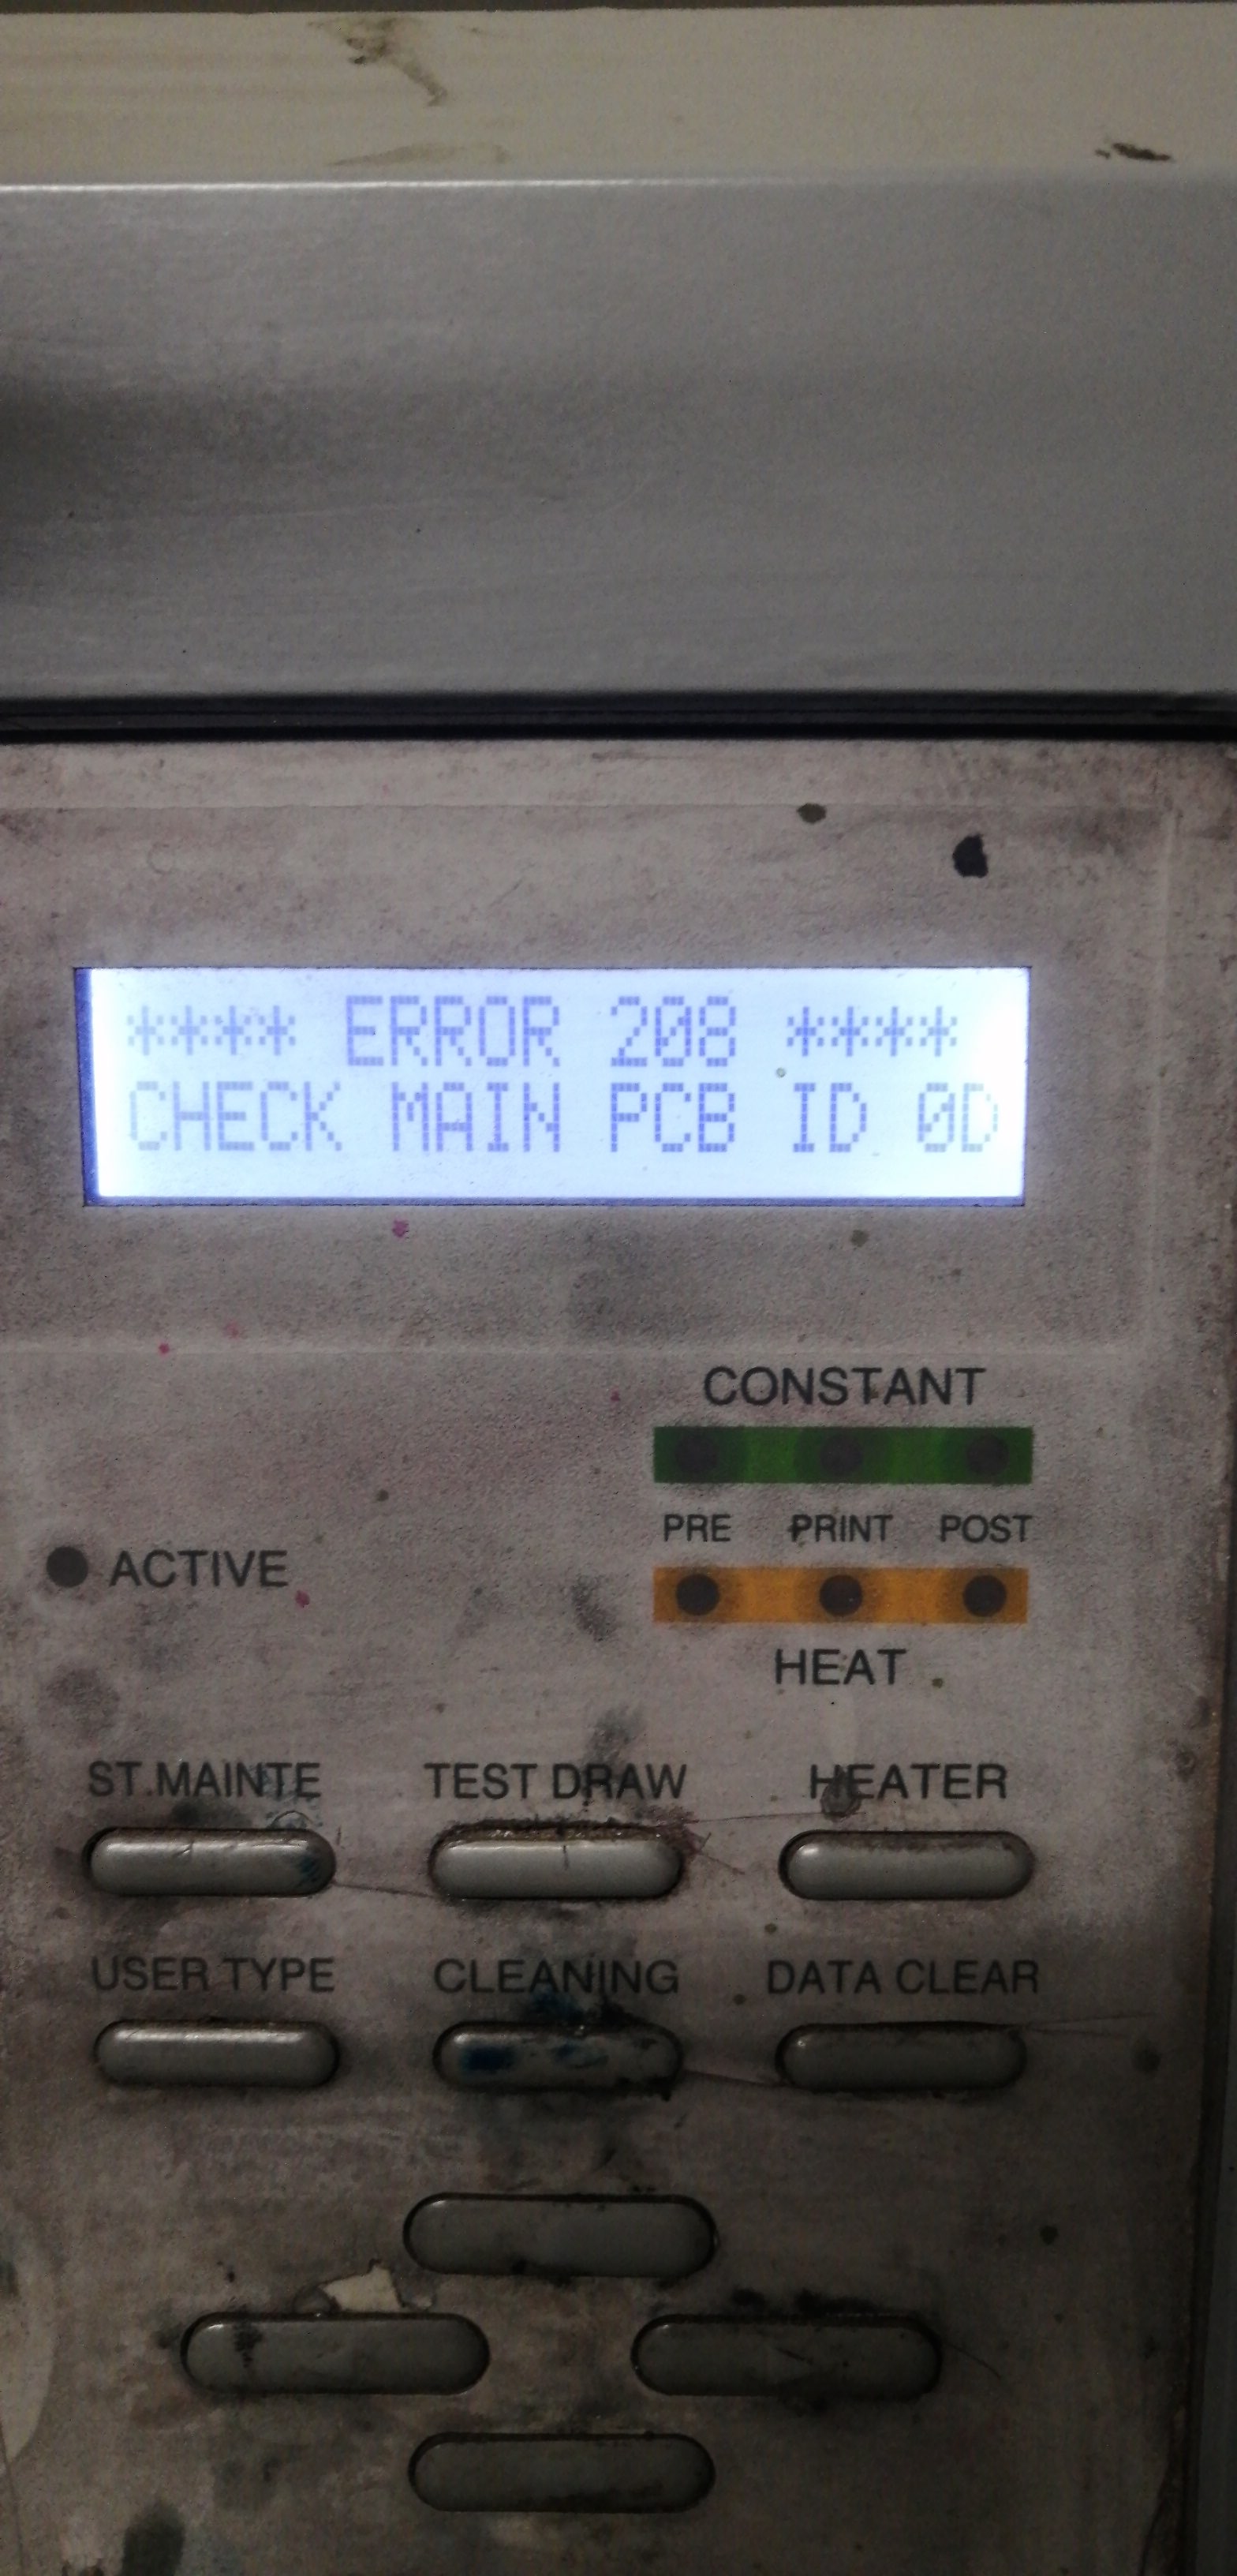 **** ERROR 208 ****
CHECK MAIN PCB ID 0D
CONSTANT
PRE PRINT POST
ACTIVE
HEAT
ST.MAINTE TEST DRAW HEATER
USER TYPE CLEANING DATA CLEAR